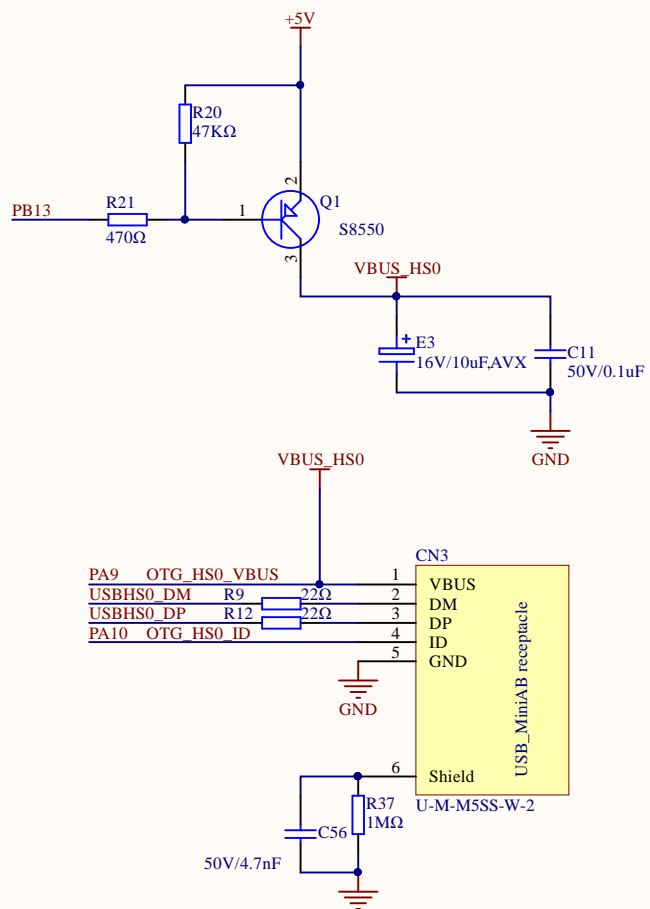 +5V
R20
47KΩ
2
R21
Q1
PB13
1
470Ω
S8550
3
VBUS_HS0
+
E3
C11
16V/10uF,AVX
50V/0.1uF
GND
VBUS_HS0
CN3
PA9 OTG_HS0_VBUS 1 VBUS
USBHS0_DM R9 22Ω 2 DM
USBHS0_DP R12 22Ω 3 DP
PA10 OTG_HS0_ID 4 ID
5 GND
GND
USB_MiniAB receptacle
6 Shield
U-M-M5SS-W-2
R37
1MΩ
C56
50V/4.7nF